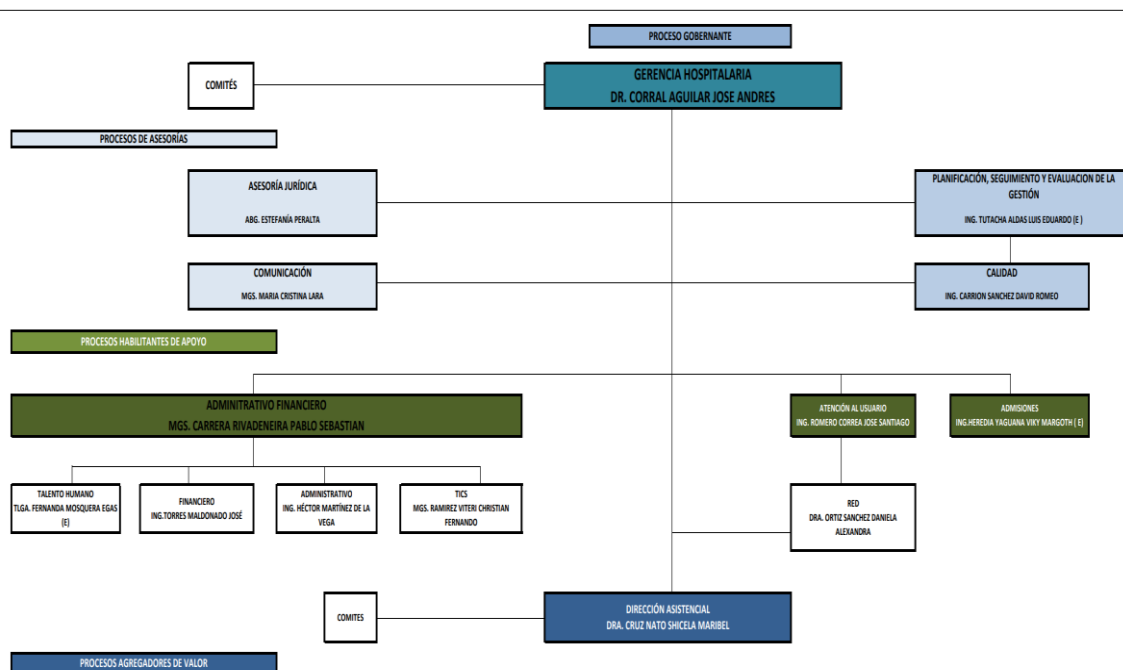 PROCESO GOBERNANTE
COMITÉS
GERENCIA HOSPITALARIA
DR. CORRAL AGUILAR JOSE ANDRES
PROCESOS DE ASESORÍAS
ASESORÍA JURÍDICA
ABG. ESTEFANÍA PERALTA
PLANIFICACIÓN, SEGUIMIENTO Y EVALUACION DE LA
GESTIÓN
ING. TUTACHA ALDAS LUIS EDUARDO (E )
COMUNICACIÓN
MGS. MARIA CRISTINA LARA
CALIDAD
ING. CARRION SANCHEZ DAVID ROMEO
PROCESOS HABILITANTES DE APOYO
ADMINITRATIVO FINANCIERO
MGS. CARRERA RIVADENEIRA PABLO SEBASTIAN
ATENCIÓN AL USUARIO
ING. ROMERO CORREA JOSE SANTIAGO
ADMISIONES
ING.HEREDIA YAGUANA VIKY MARGOTH ( E)
TALENTO HUMANO
TLGA. FERNANDA MOSQUERA EGAS
(E)
FINANCIERO
ING.TORRES MALDONADO JOSÉ
ADMINISTRATIVO
ING. HÉCTOR MARTÍNEZ DE LA
VEGA
TICS
MGS. RAMIREZ VITERI CHRISTIAN
FERNANDO
RED
DRA. ORTIZ SANCHEZ DANIELA
ALEXANDRA
COMITES
DIRECCIÓN ASISTENCIAL
DRA. CRUZ NATO SHICELA MARIBEL
PROCESOS AGREGADORES DE VALOR